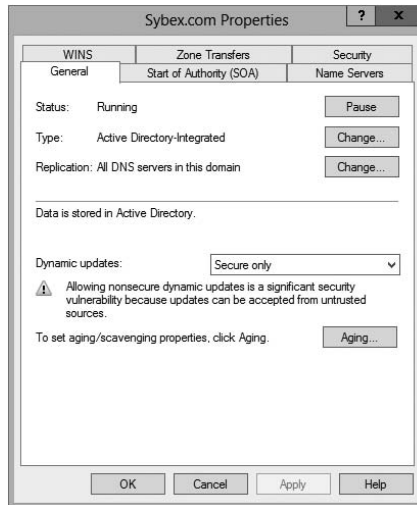 Sybex.com Properties
? x
WINS Zone Transfers Security
General Start of Authority (SOA) Name Servers
Status: Running Pause
Type: Active Directory-Integrated Change...
Replication: All DNS servers in this domain Change...
Data is stored in Active Directory.
Dynamic updates: Secure only
Allowing nonsecure dynamic updates is a significant security
vulnerability because updates can be accepted from untrusted
sources.
To set aging/scavenging properties, click Aging. Aging...
OK Cancel Apply Help